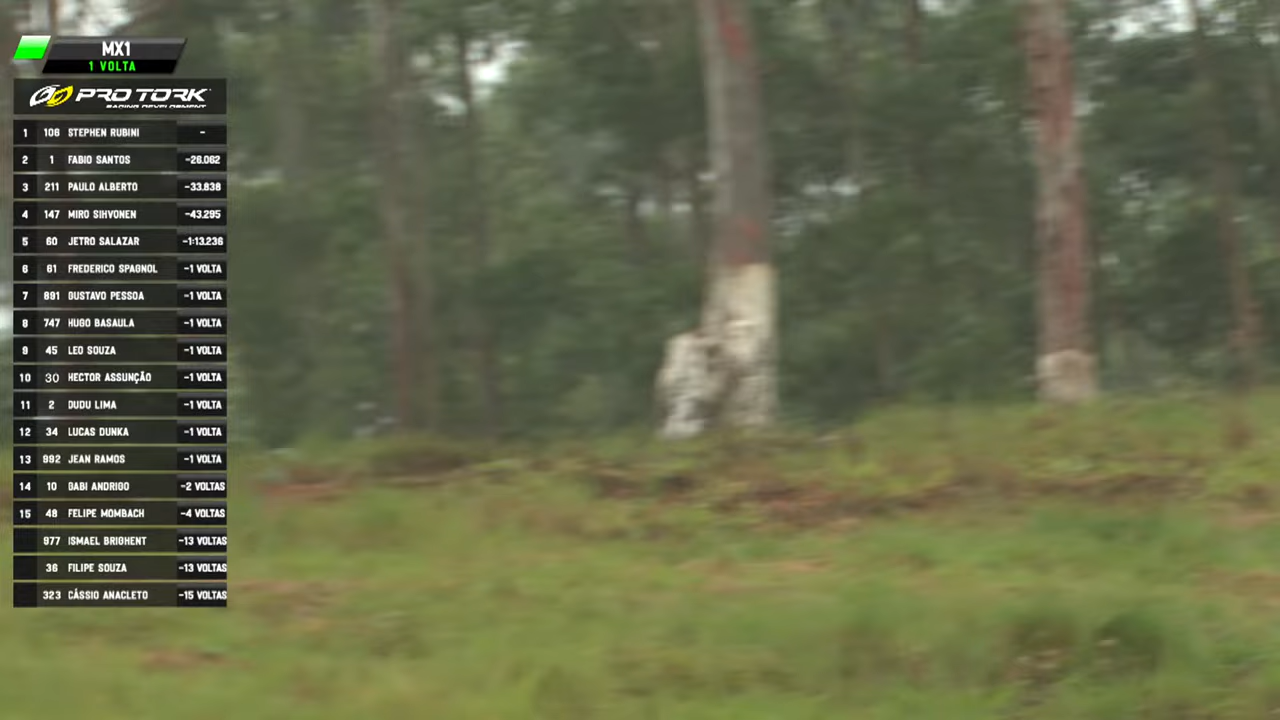 MX1
1 VOLTA
PRO TORK
RACING DEVELOPMENT
1 106 STEPHEN RUBINI -
2 1 FABIO SANTOS -26.062
3 211 PAULO ALBERTO -33.838
4 147 MIRO SIHVONEN -43.295
5 60 JETRO SALAZAR -1:13.236
6 61 FREDERICO SPAGNOL -1 VOLTA
7 891 GUSTAVO PESSOA -1 VOLTA
8 747 HUGO BASAULA -1 VOLTA
9 45 LEO SOUZA -1 VOLTA
10 30 HECTOR ASSUNÇÃO -1 VOLTA
11 2 DUDU LIMA -1 VOLTA
12 34 LUCAS DUNKA -1 VOLTA
13 992 JEAN RAMOS -1 VOLTA
14 10 GABI ANDRIGO -2 VOLTAS
15 48 FELIPE MOMBACH -4 VOLTAS
977 ISMAEL BRIGHENT -13 VOLTAS
36 FILIPE SOUZA -13 VOLTAS
323 CÁSSIO ANACLETO -15 VOLTAS